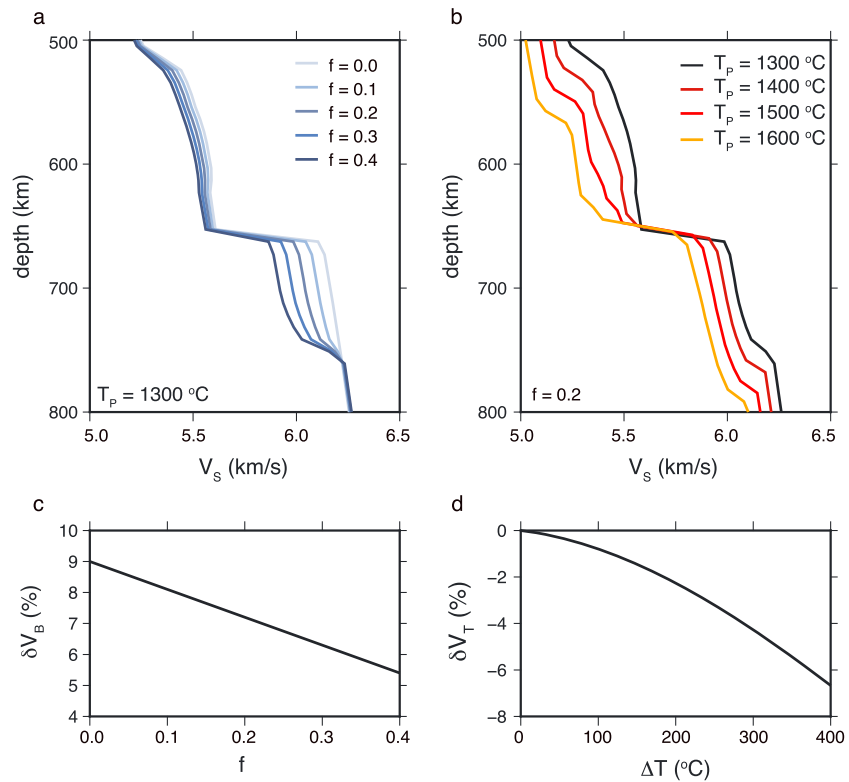 a
500
600
700
800
depth (km)
f = 0.0
f = 0.1
f = 0.2
f = 0.3
f = 0.4
T_P = 1300 °C
5.0 5.5 6.0 6.5
V_S (km/s)
b
500
600
700
800
depth (km)
T_P = 1300 °C
T_P = 1400 °C
T_P = 1500 °C
T_P = 1600 °C
f = 0.2
5.0 5.5 6.0 6.5
V_S (km/s)
c
10
9
8
7
6
5
4
δV_B (%)
0.0 0.1 0.2 0.3 0.4
f
d
0
−2
−4
−6
−8
δV_T (%)
0 100 200 300 400
ΔT (°C)